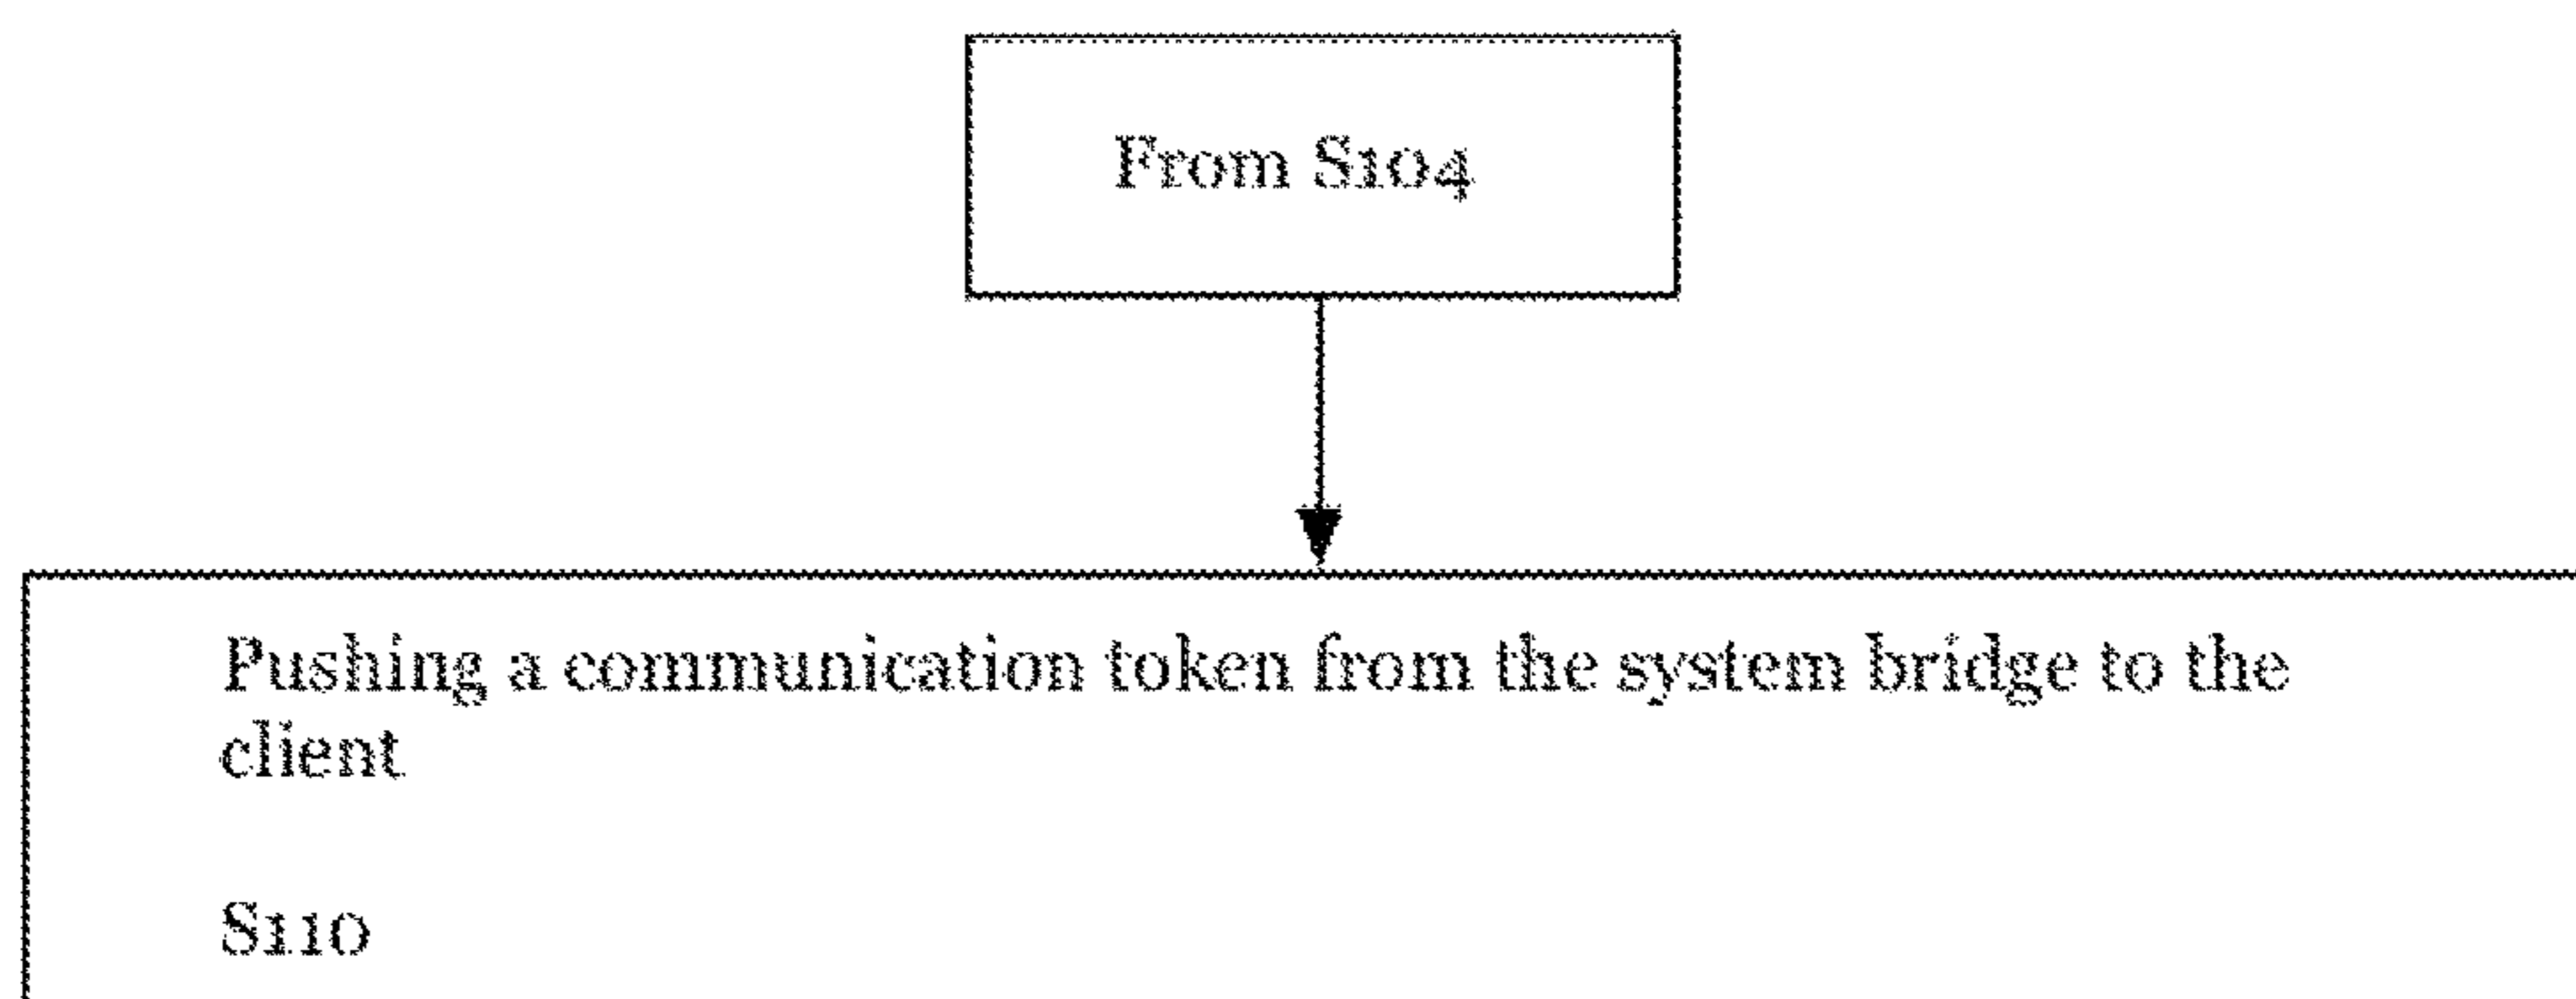 From S104
Pushing a communication token from the system bridge to the
client
S110